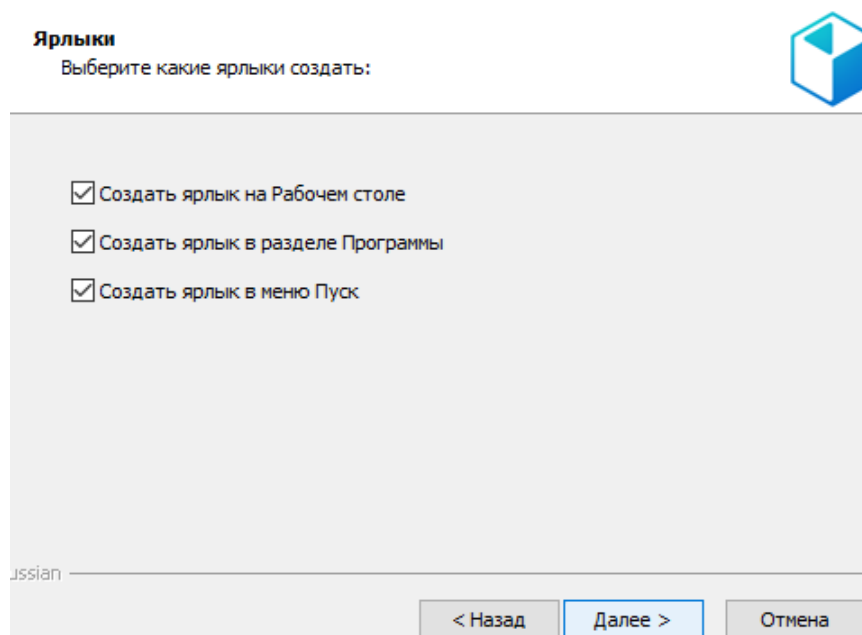 Ярлыки
Выберите какие ярлыки создать:
Создать ярлык на Рабочем столе
Создать ярлык в разделе Программы
Создать ярлык в меню Пуск
ussian
< Назад
Далее >
Отмена